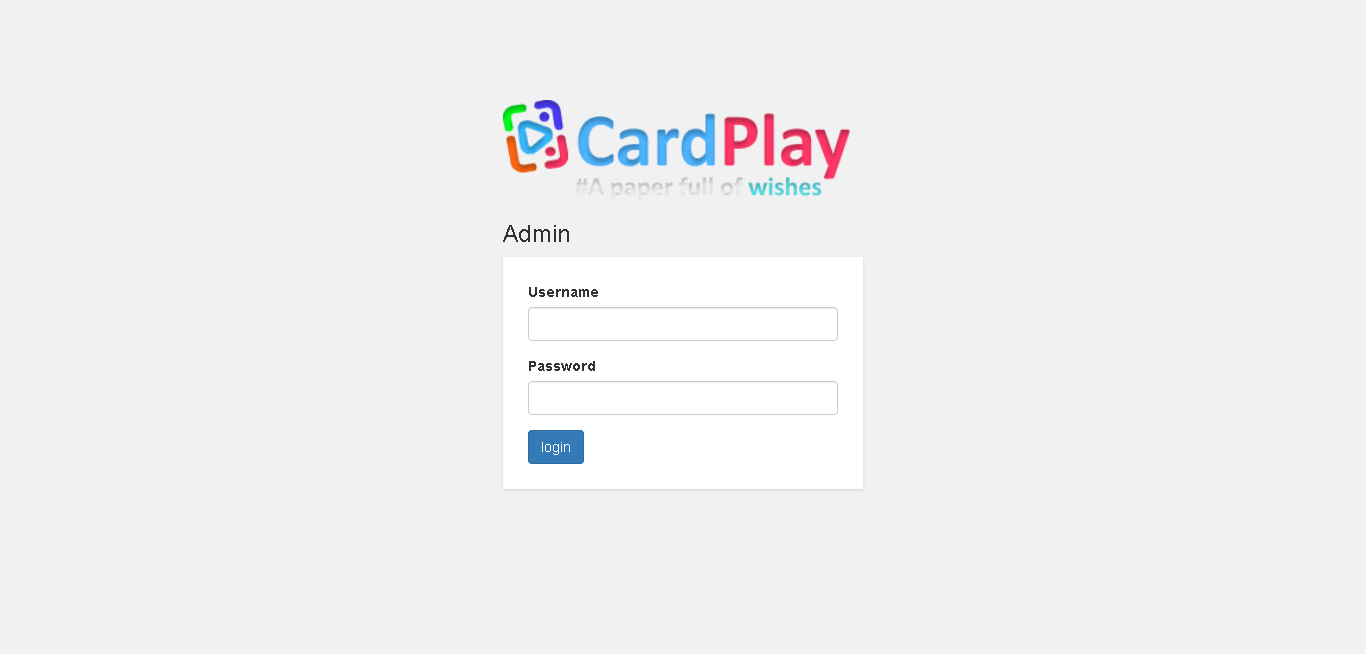 CardPlay
#A paper full of wishes
Admin
Username
Password
login